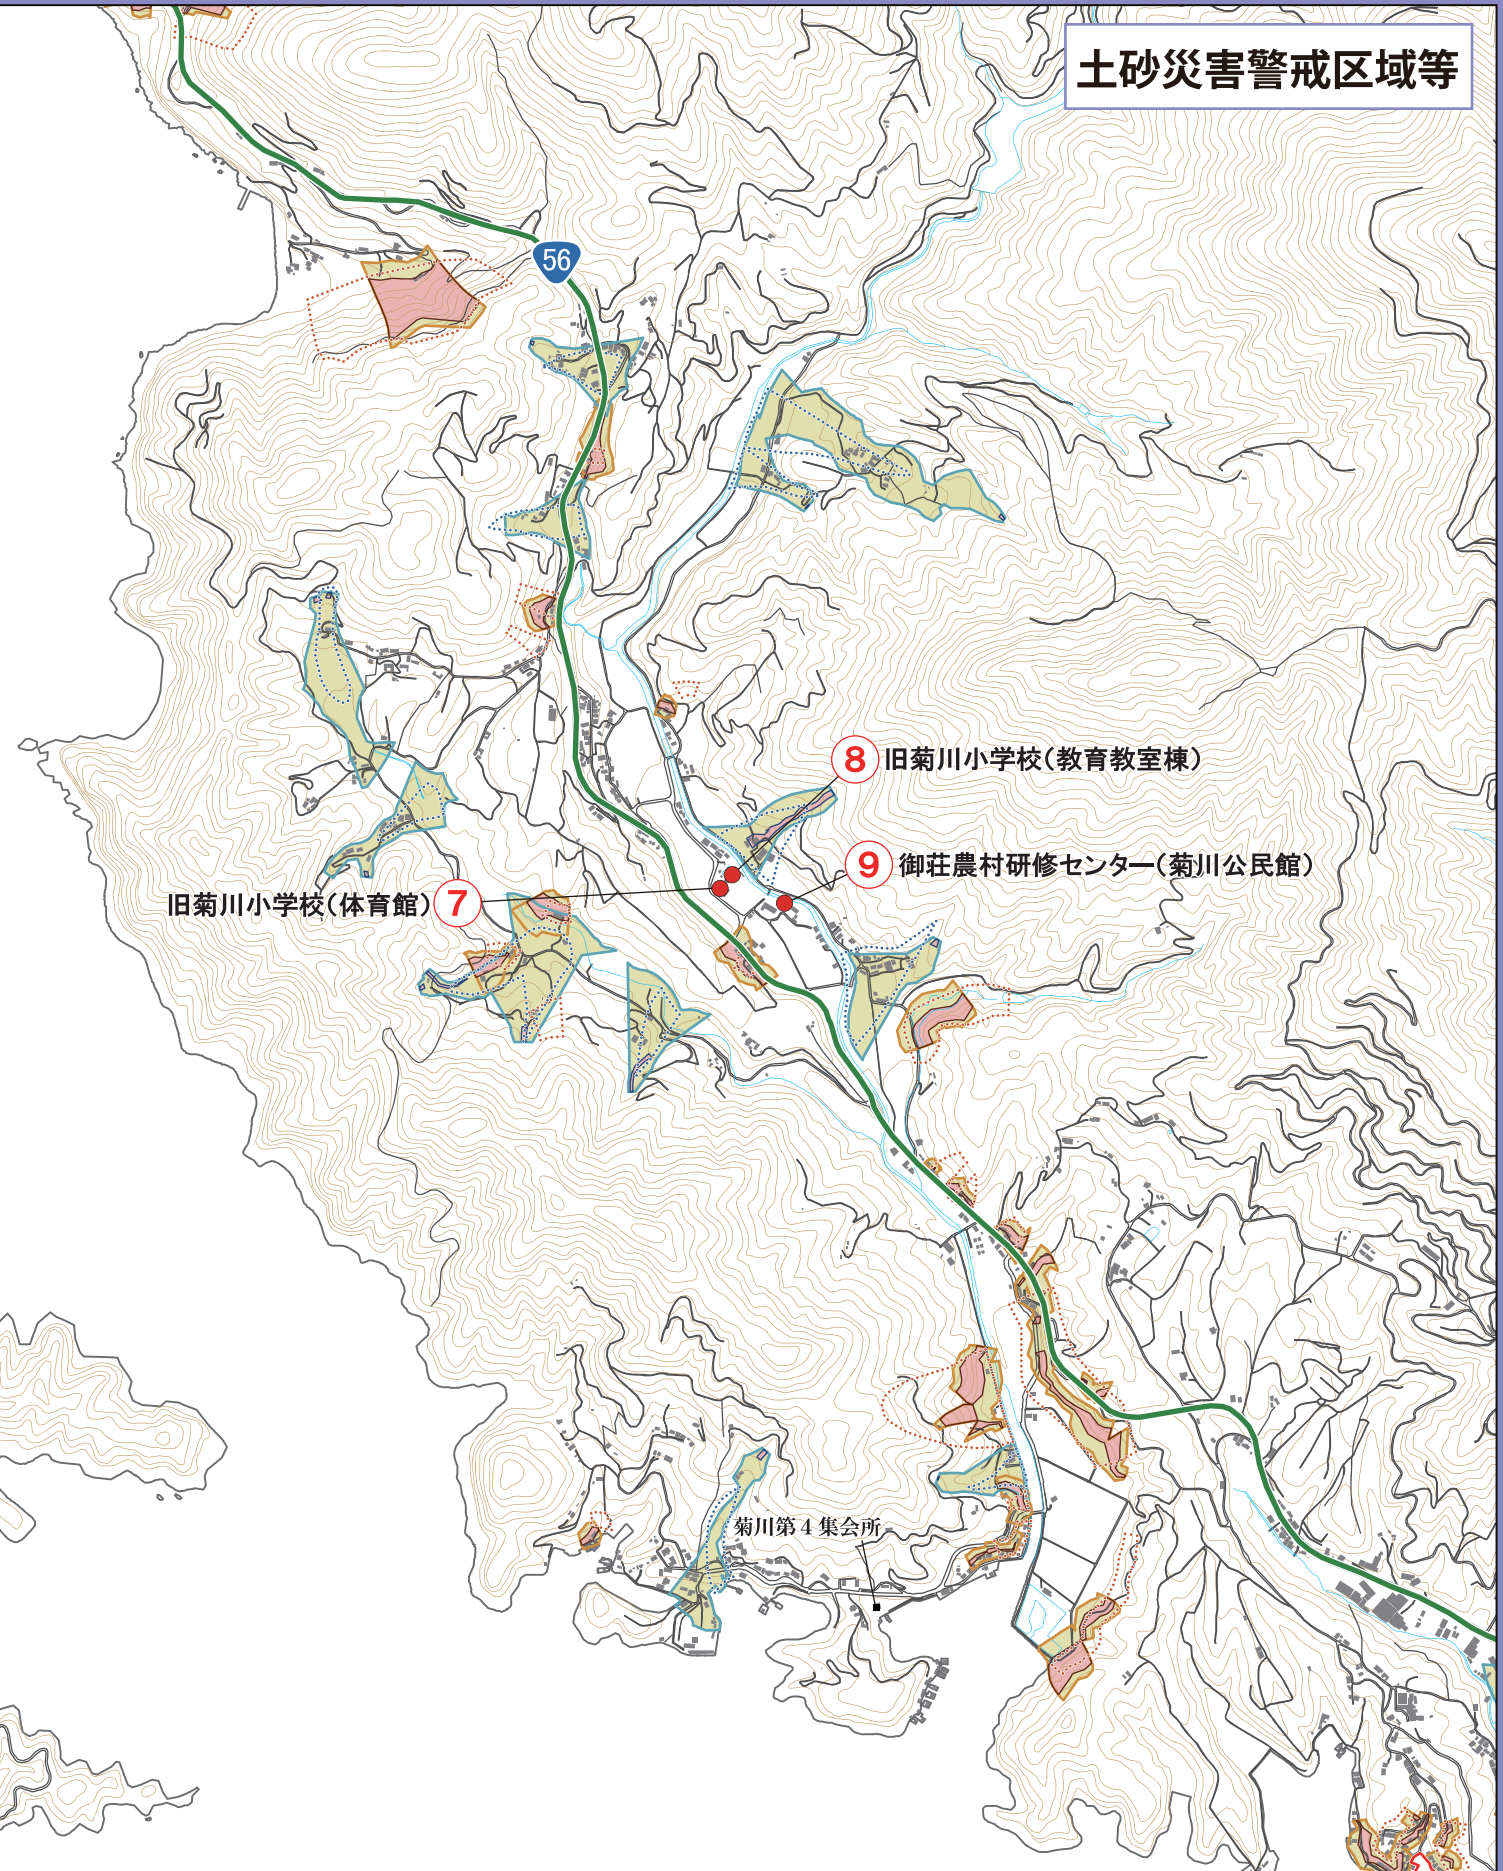 土砂災害警戒区域等
56
8 旧菊川小学校(教育教室棟)
9 御荘農村研修センター(菊川公民館)
旧菊川小学校(体育館) 7
菊川第4集会所